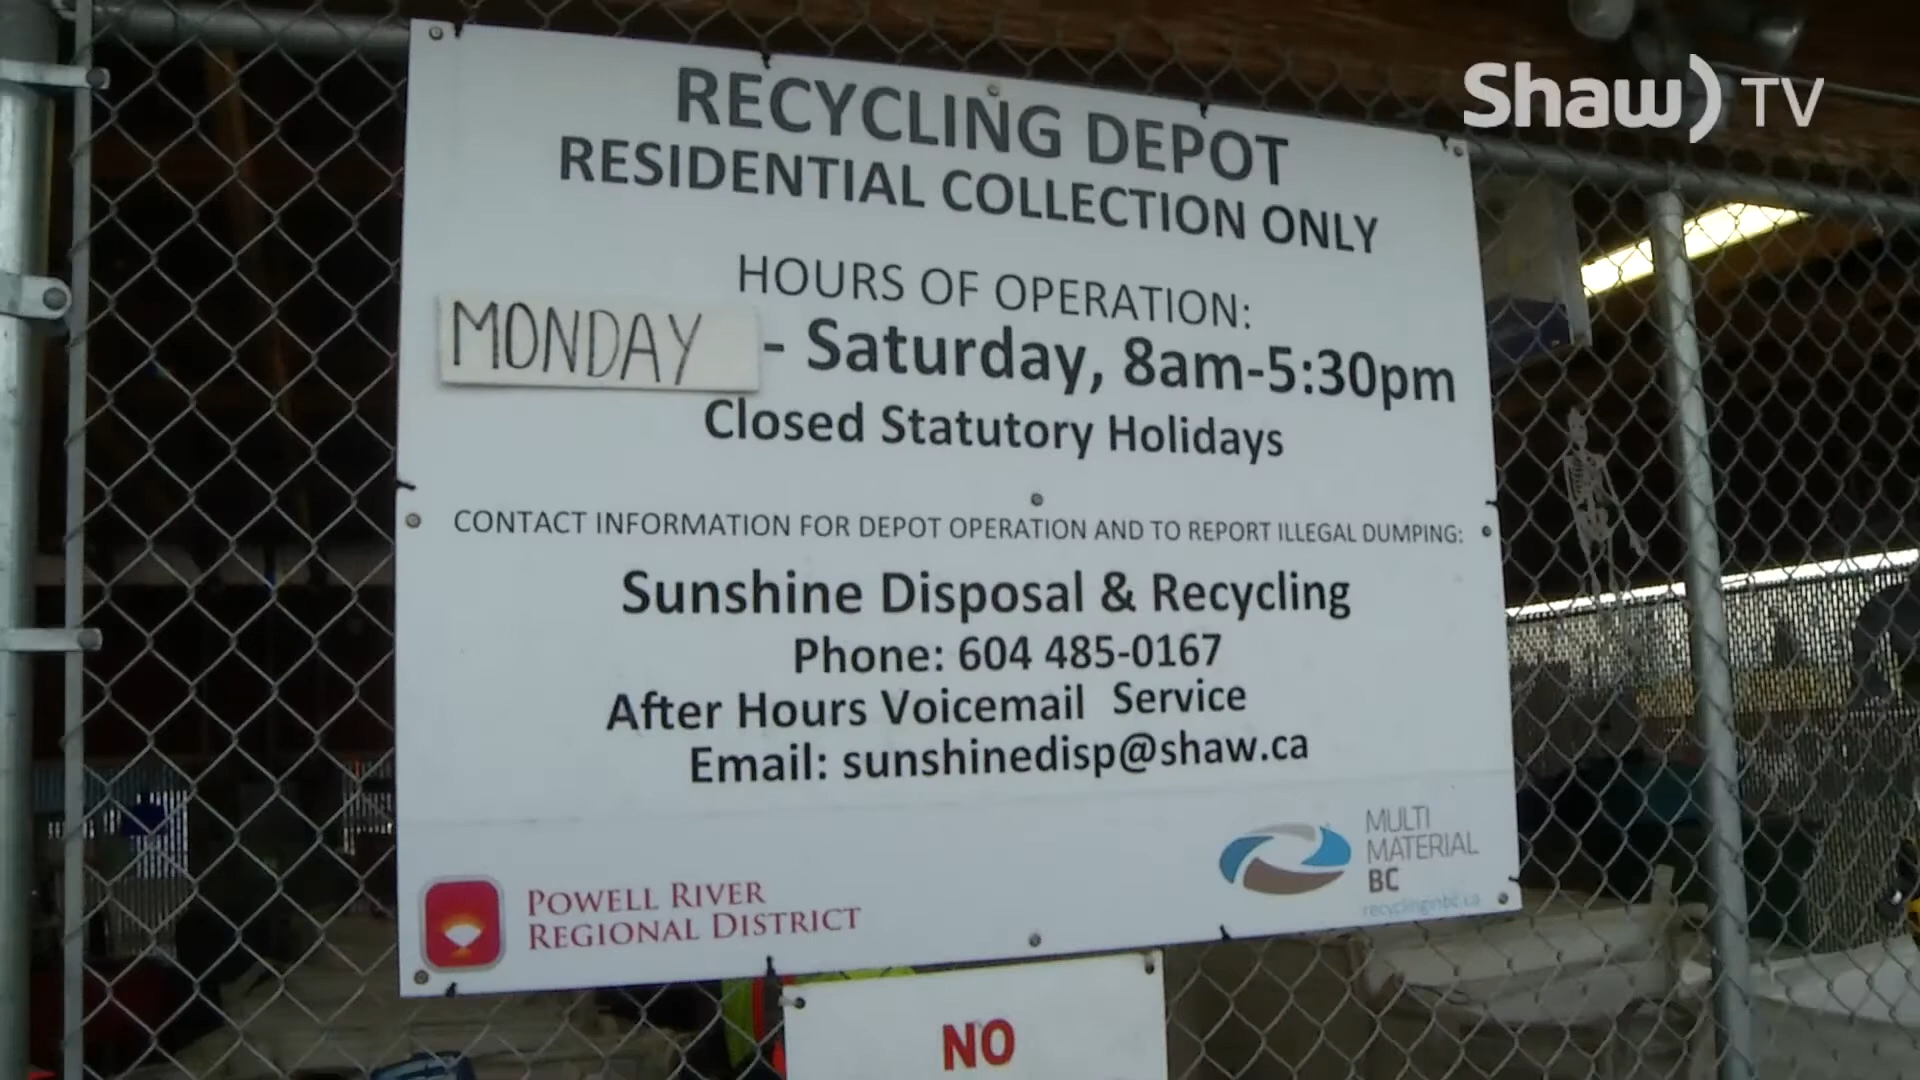 Shaw) TV
RECYCLING DEPOT
RESIDENTIAL COLLECTION ONLY
HOURS OF OPERATION:
MONDAY - Saturday, 8am-5:30pm
Closed Statutory Holidays
CONTACT INFORMATION FOR DEPOT OPERATION AND TO REPORT ILLEGAL DUMPING:
Sunshine Disposal & Recycling
Phone: 604 485-0167
After Hours Voicemail Service
Email: sunshinedisp@shaw.ca
MULTI
MATERIAL
BC
recyclinginbc.ca
POWELL RIVER
REGIONAL DISTRICT
NO